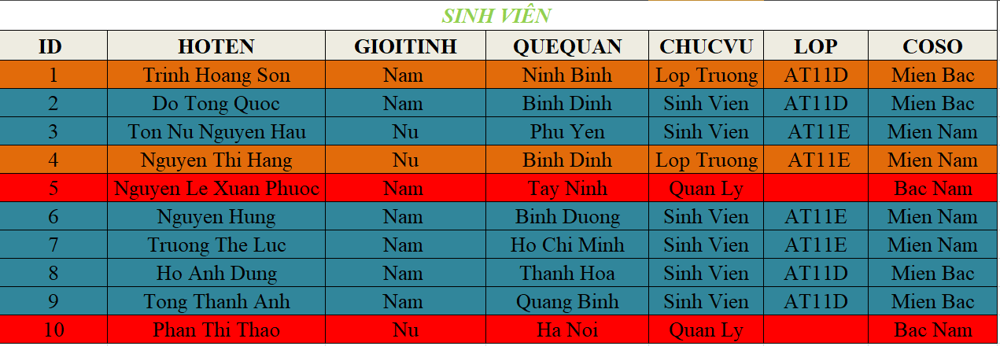 SINH VIÊN
ID HOTEN GIOITINH QUEQUAN CHUCVU LOP COSO
1 Trinh Hoang Son Nam Ninh Binh Lop Truong AT11D Mien Bac
2 Do Tong Quoc Nam Binh Dinh Sinh Vien AT11D Mien Bac
3 Ton Nu Nguyen Hau Nu Phu Yen Sinh Vien AT11E Mien Nam
4 Nguyen Thi Hang Nu Binh Dinh Lop Truong AT11E Mien Nam
5 Nguyen Le Xuan Phuoc Nam Tay Ninh Quan Ly Bac Nam
6 Nguyen Hung Nam Binh Duong Sinh Vien AT11E Mien Nam
7 Truong The Luc Nam Ho Chi Minh Sinh Vien AT11E Mien Nam
8 Ho Anh Dung Nam Thanh Hoa Sinh Vien AT11D Mien Bac
9 Tong Thanh Anh Nam Quang Binh Sinh Vien AT11D Mien Bac
10 Phan Thi Thao Nu Ha Noi Quan Ly Bac Nam